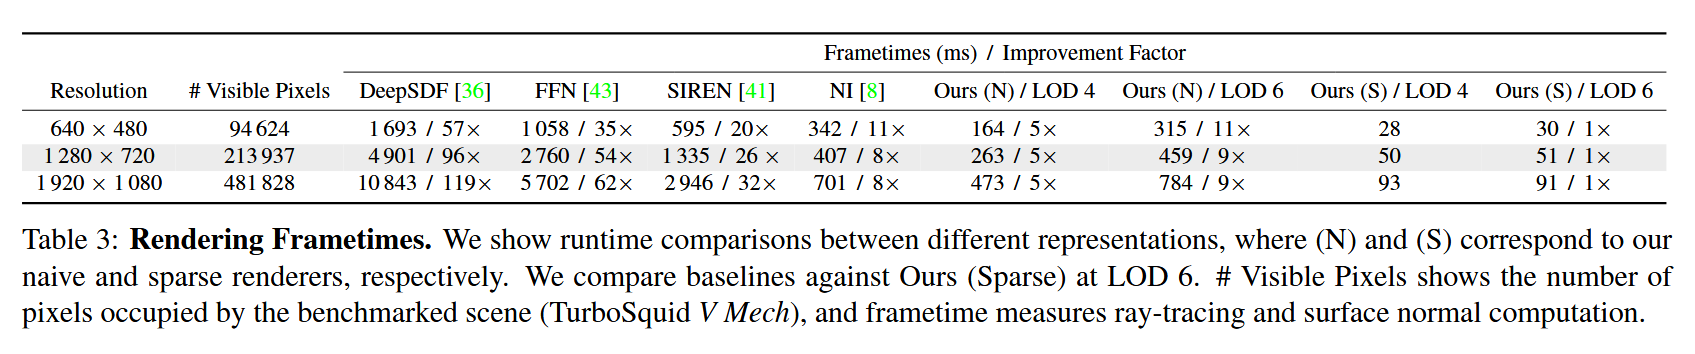 Frametimes (ms) / Improvement Factor
Resolution # Visible Pixels DeepSDF [36] FFN [43] SIREN [41] NI [8] Ours (N) / LOD 4 Ours (N) / LOD 6 Ours (S) / LOD 4 Ours (S) / LOD 6
640 × 480 94 624 1 693 / 57× 1 058 / 35× 595 / 20× 342 / 11× 164 / 5× 315 / 11× 28 30 / 1×
1 280 × 720 213 937 4 901 / 96× 2 760 / 54× 1 335 / 26 × 407 / 8× 263 / 5× 459 / 9× 50 51 / 1×
1 920 × 1 080 481 828 10 843 / 119× 5 702 / 62× 2 946 / 32× 701 / 8× 473 / 5× 784 / 9× 93 91 / 1×
Table 3: Rendering Frametimes. We show runtime comparisons between different representations, where (N) and (S) correspond to our
naive and sparse renderers, respectively. We compare baselines against Ours (Sparse) at LOD 6. # Visible Pixels shows the number of
pixels occupied by the benchmarked scene (TurboSquid V Mech), and frametime measures ray-tracing and surface normal computation.